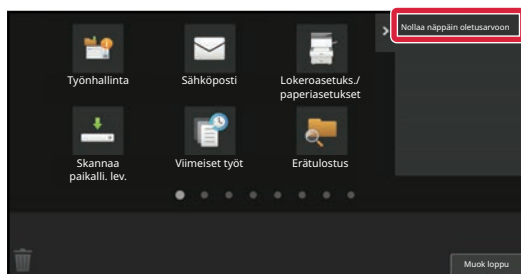 Nollaa näppäin oletusarvoon
Työnhallinta
Sähköposti
Lokeroasetuks./
paperiasetukset
Skannaa
paikalli. lev.
Viimeiset työt
Erätulostus
Muok loppu